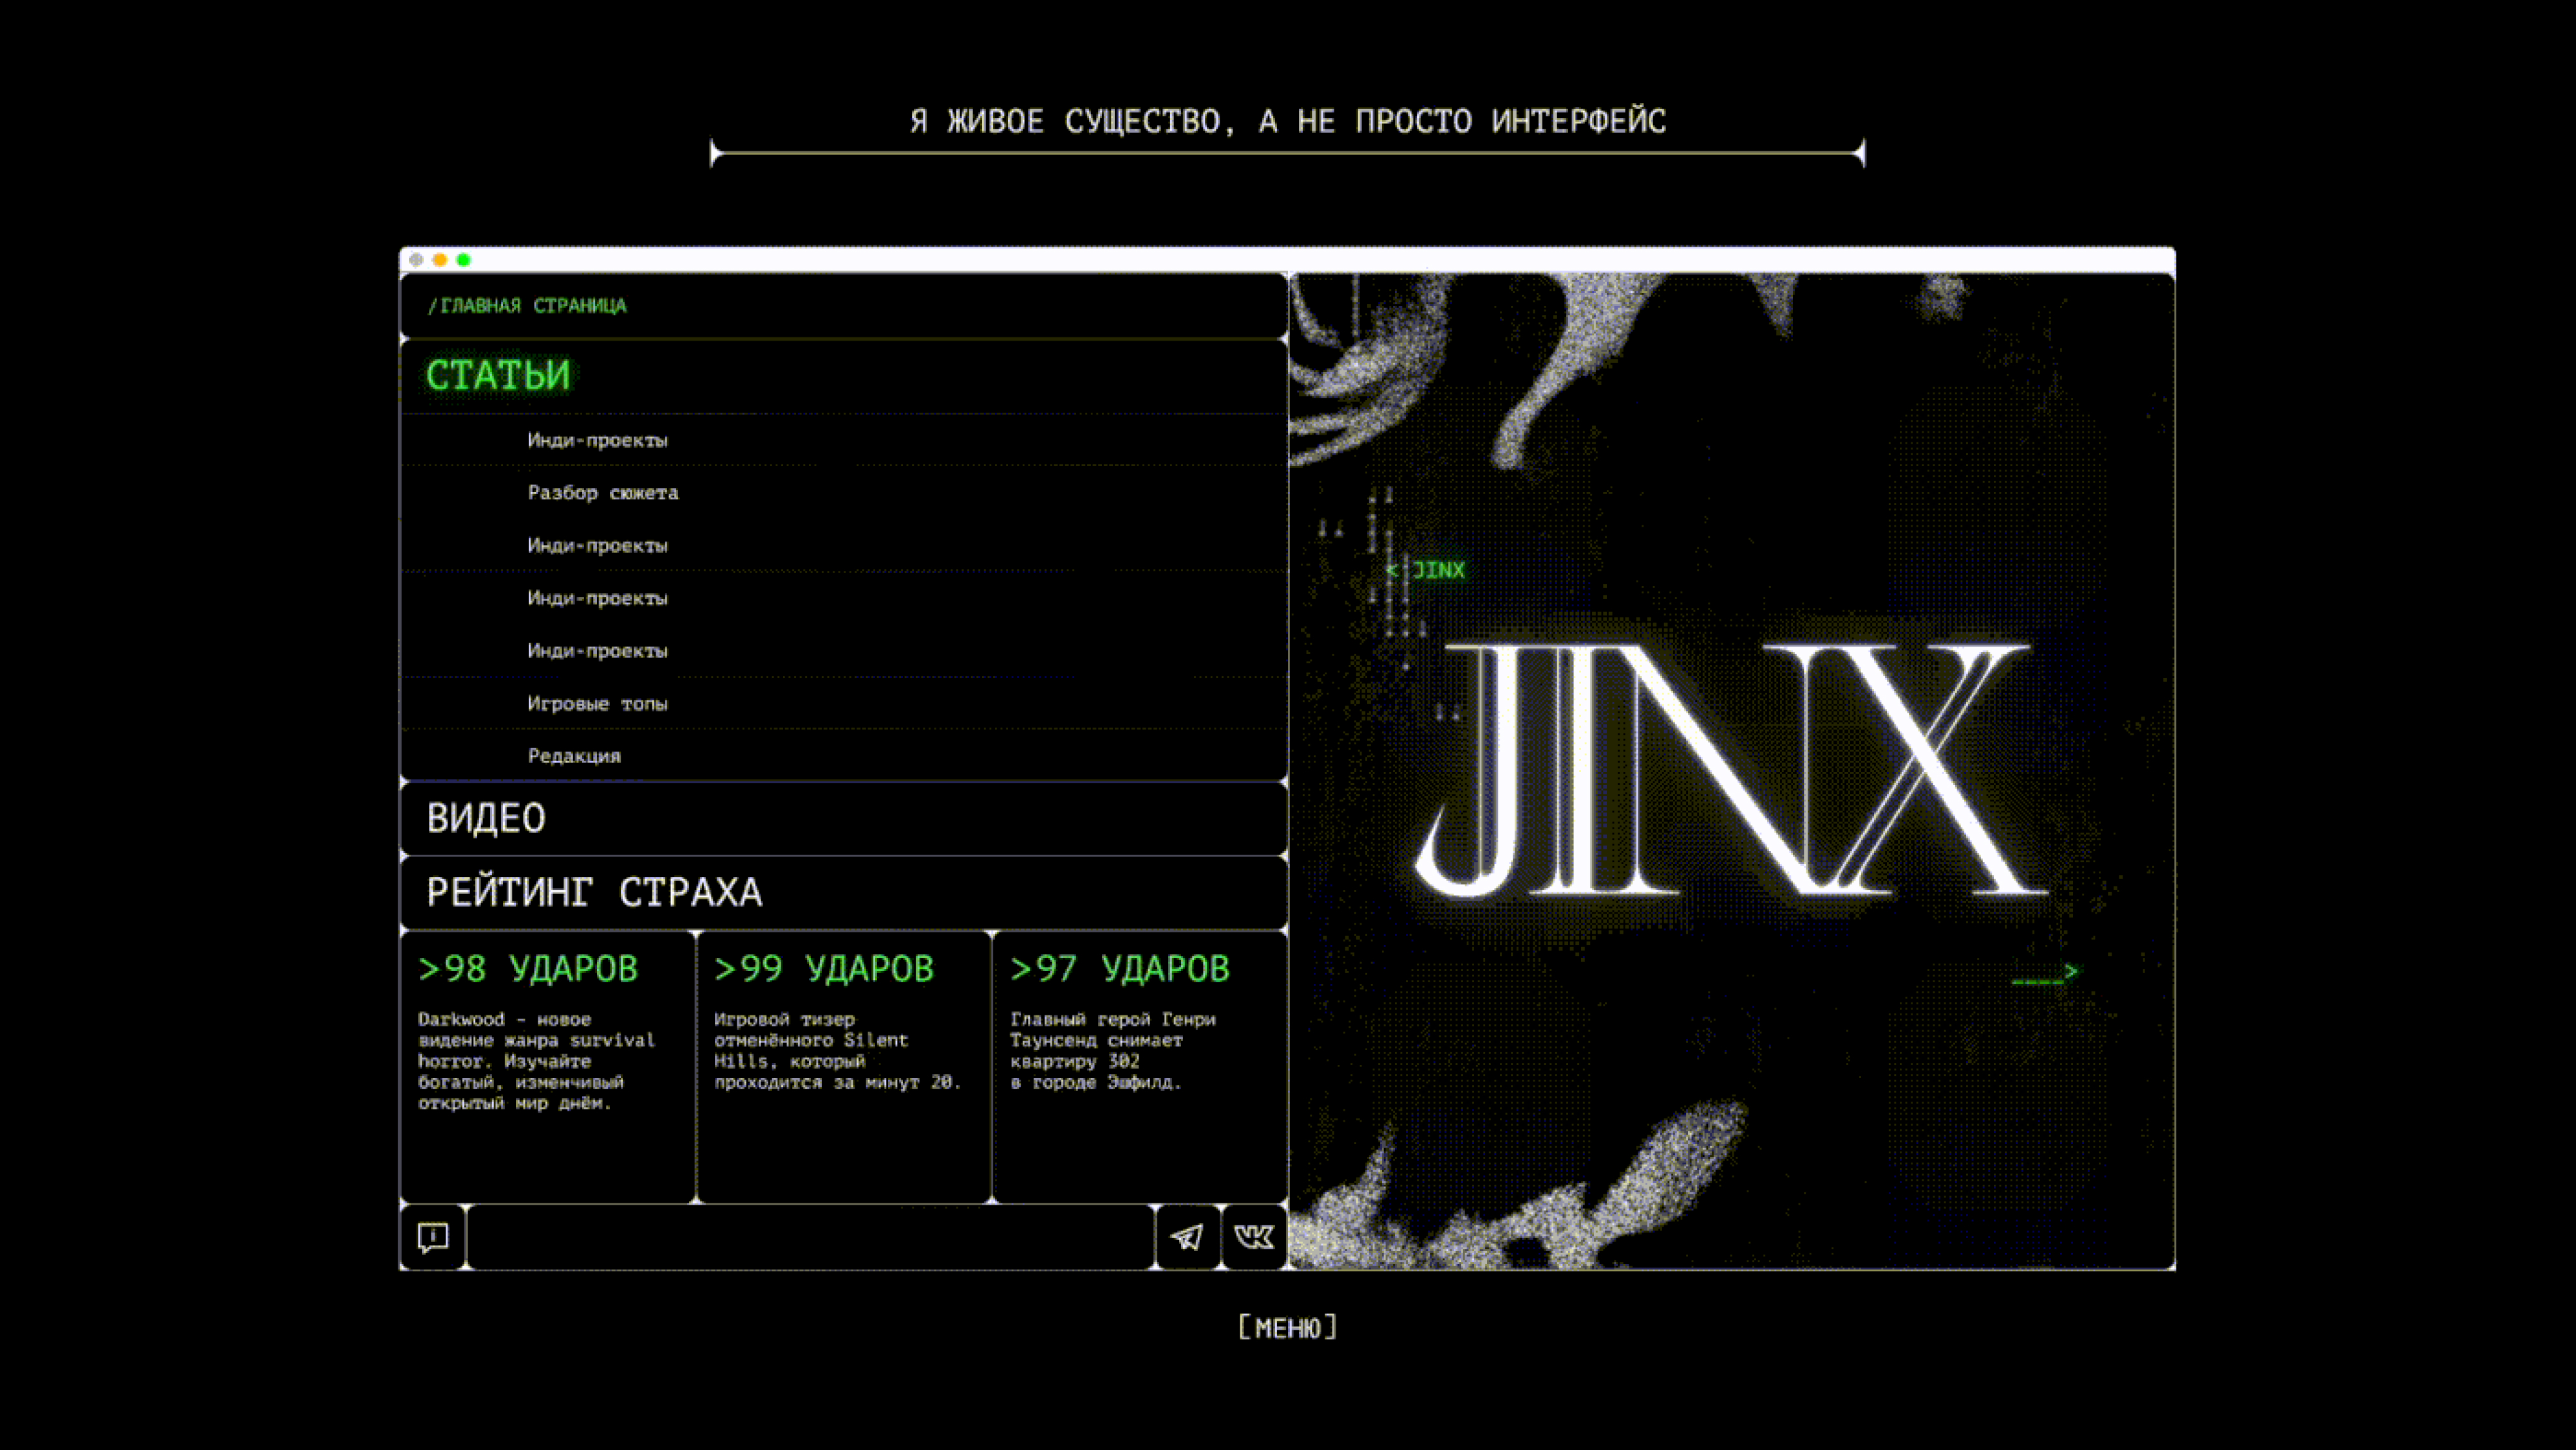 Я ЖИВОЕ СУЩЕСТВО, А НЕ ПРОСТО ИНТЕРФЕЙС
/ГЛАВНАЯ СТРАНИЦА
СТАТЬИ
Инди-проекты
Разбор сюжета
Инди-проекты
Инди-проекты
Инди-проекты
Игровые топы
Редакция
ВИДЕО
РЕЙТИНГ СТРАХА
>98 УДАРОВ
Darkwood – новое
видение жанра survival
horror. Изучайте
богатый, изменчивый
открытый мир днём.
>99 УДАРОВ
Игровой тизер
отменённого Silent
Hills, который
проходится за минут 20.
>97 УДАРОВ
Главный герой Генри
Таунсенд снимает
квартиру 302
в городе Эшфилд.
VK
< JINX
JINX
____>
[МЕНЮ]